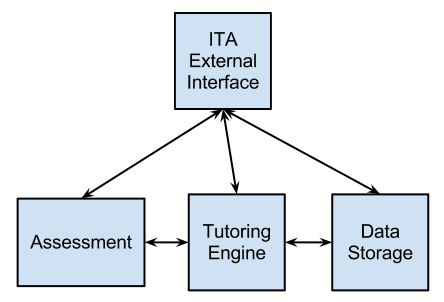 ITA
External
Interface
Assessment
Tutoring
Engine
Data
Storage